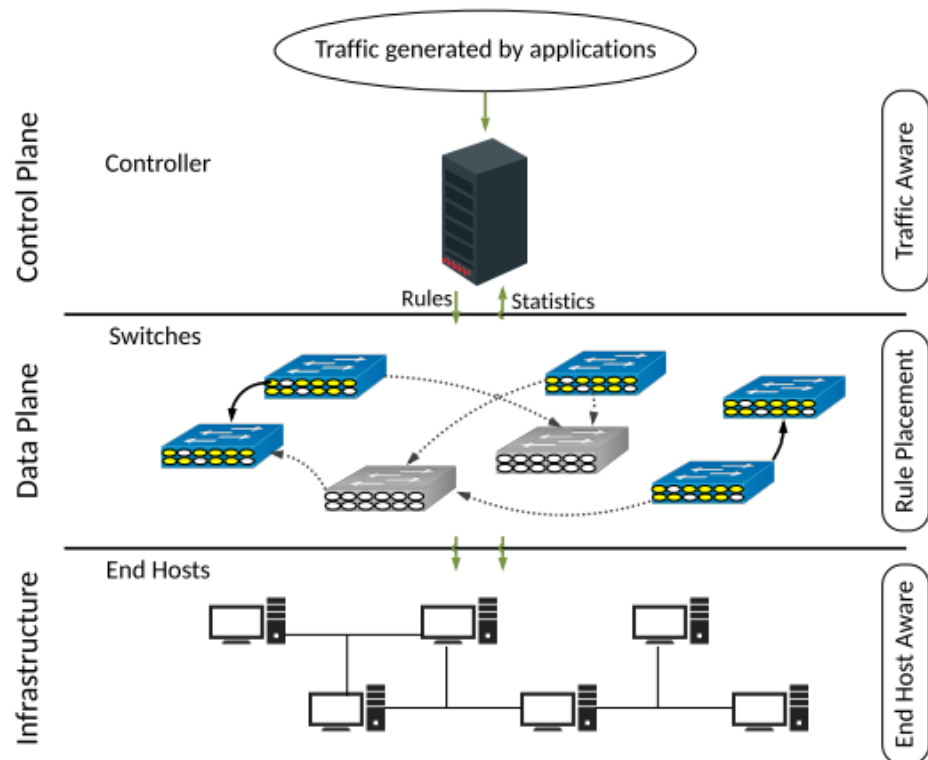 Traffic generated by applications
Control Plane
Controller
Traffic Aware
Rules
Statistics
Switches
Data Plane
Rule Placement
End Hosts
Infrastructure
End Host Aware